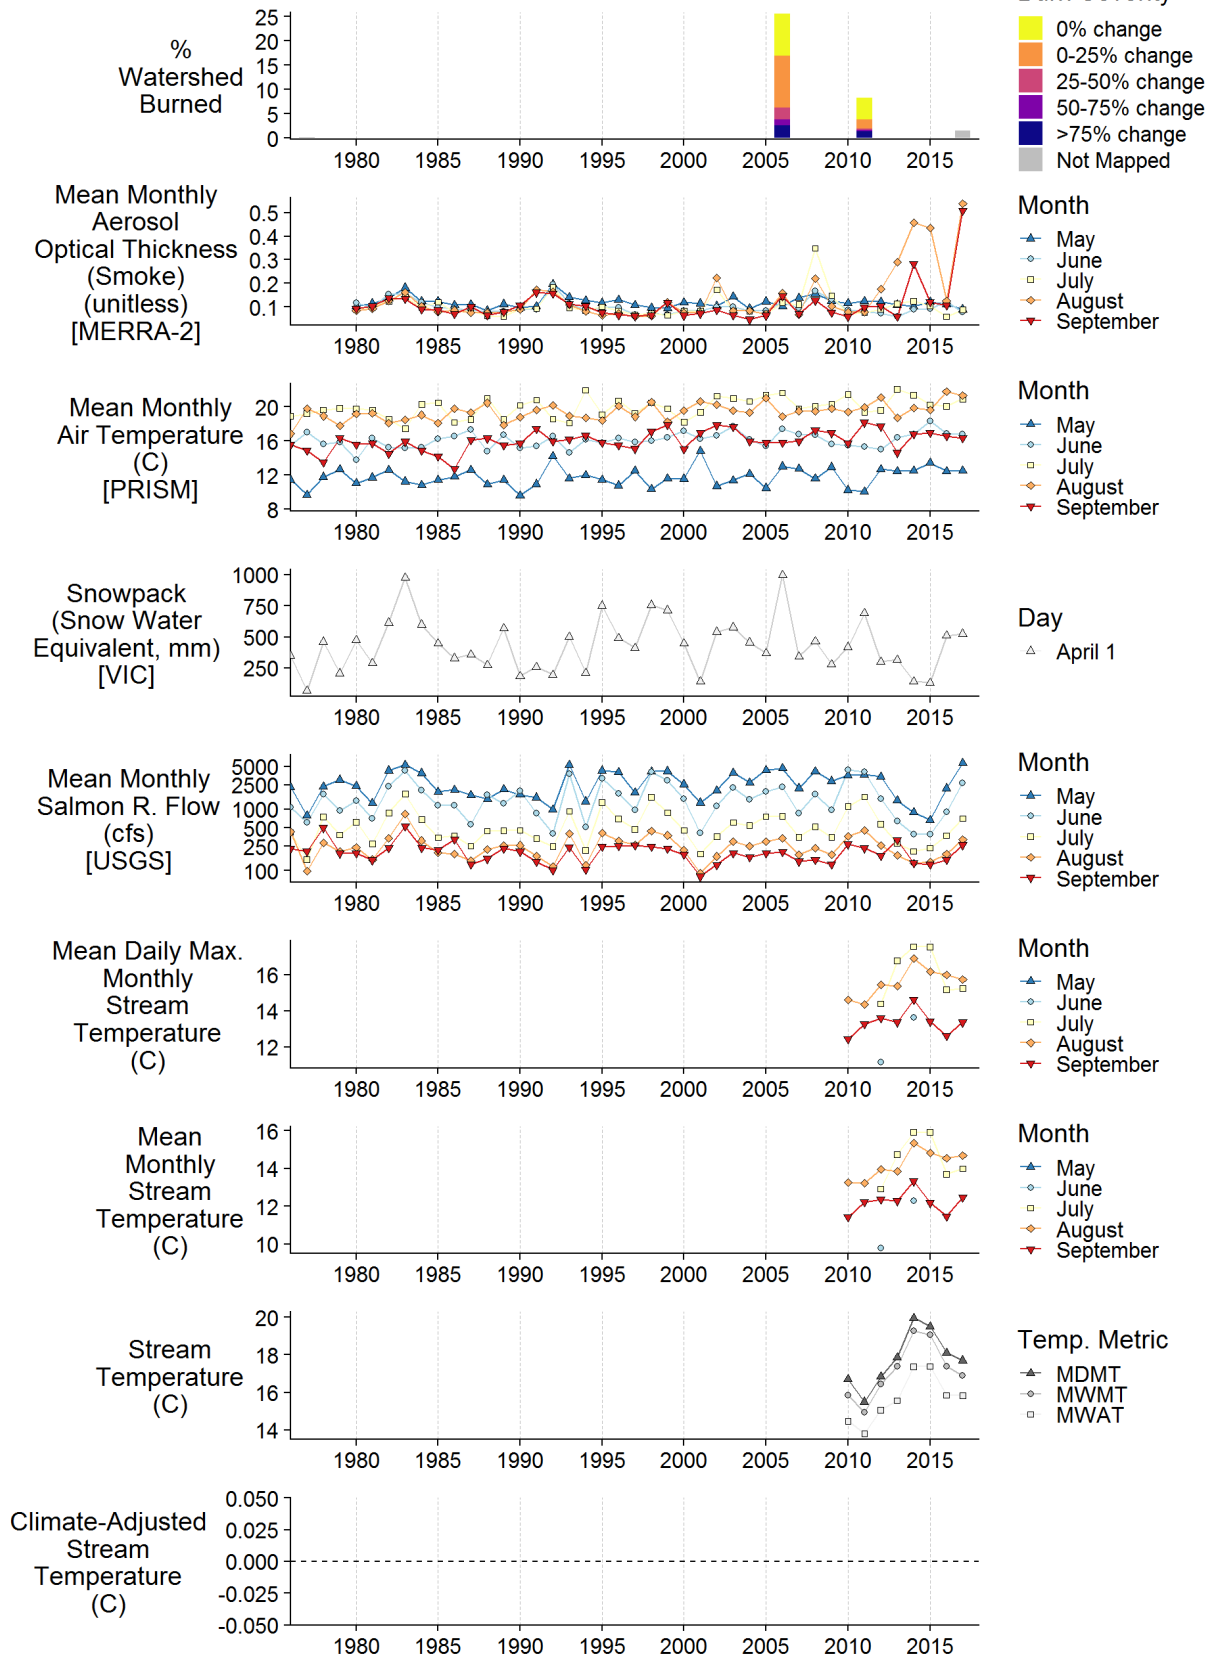 25
20
15
10
5
0
%
Watershed
Burned
1980 1985 1990 1995 2000 2005 2010 2015
0% change
0-25% change
25-50% change
50-75% change
>75% change
Not Mapped
Mean Monthly
Aerosol
Optical Thickness
(Smoke)
(unitless)
[MERRA-2]
0.5
0.4
0.3
0.2
0.1
1980 1985 1990 1995 2000 2005 2010 2015
Month
May
June
July
August
September
Mean Monthly
Air Temperature
(C)
[PRISM]
20
16
12
8
1980 1985 1990 1995 2000 2005 2010 2015
Month
May
June
July
August
September
Snowpack
(Snow Water
Equivalent, mm)
[VIC]
1000
750
500
250
1980 1985 1990 1995 2000 2005 2010 2015
Day
April 1
Mean Monthly
Salmon R. Flow
(cfs)
[USGS]
5000
2500
1000
500
250
100
1980 1985 1990 1995 2000 2005 2010 2015
Month
May
June
July
August
September
Mean Daily Max.
Monthly
Stream
Temperature
(C)
16
14
12
1980 1985 1990 1995 2000 2005 2010 2015
Month
May
June
July
August
September
Mean
Monthly
Stream
Temperature
(C)
16
14
12
10
1980 1985 1990 1995 2000 2005 2010 2015
Month
May
June
July
August
September
Stream
Temperature
(C)
20
18
16
14
1980 1985 1990 1995 2000 2005 2010 2015
Temp. Metric
MDMT
MWMT
MWAT
Climate-Adjusted
Stream
Temperature
(C)
0.050
0.025
0.000
-0.025
-0.050
1980 1985 1990 1995 2000 2005 2010 2015